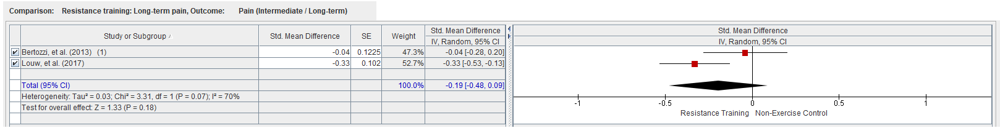 Comparison: Resistance training: Long-term pain, Outcome: Pain (Intermediate / Long-term)
Std. Mean Difference Std. Mean Difference
Study or Subgroup Std. Mean Difference SE Weight IV, Random, 95% CI IV, Random, 95% CI
Bertozzi, et al. (2013) (1) -0.04 0.1225 47.3% -0.04 [-0.28, 0.20]
Louw, et al. (2017) -0.33 0.102 52.7% -0.33 [-0.53, -0.13]
Total (95% CI) 100.0% -0.19 [-0.48, 0.09]
Heterogeneity: Tau² = 0.03; Chi² = 3.31, df = 1 (P = 0.07); I² = 70%
Test for overall effect: Z = 1.33 (P = 0.18)
-1 -0.5 0 0.5 1
Resistance Training Non-Exercise Control